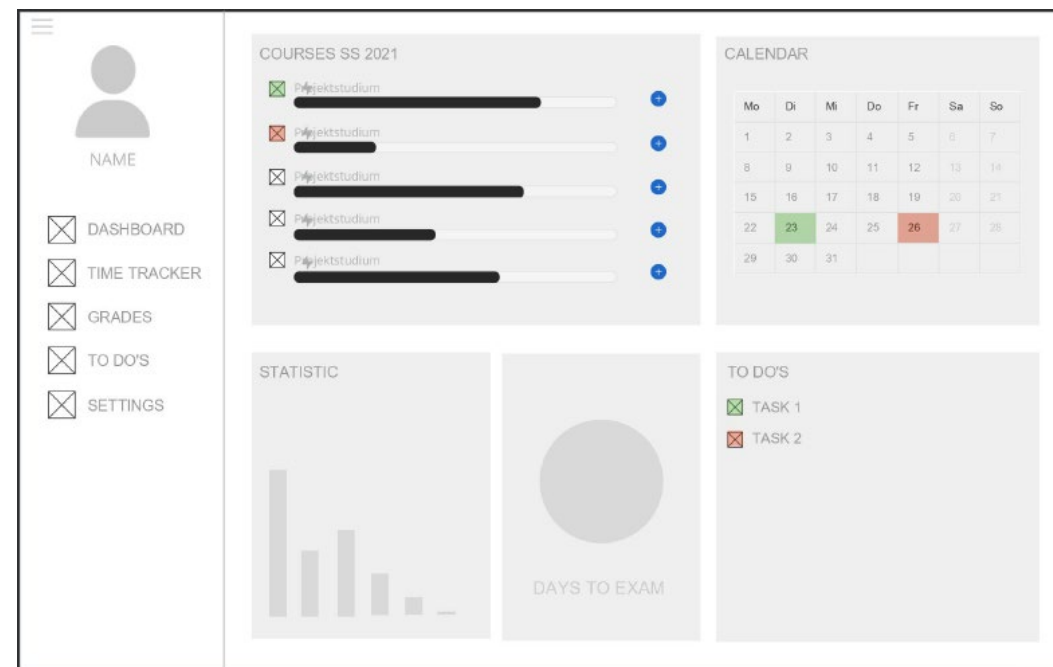 NAME
DASHBOARD
TIME TRACKER
GRADES
TO DO'S
SETTINGS
COURSES SS 2021
Projektstudium
Projektstudium
Projektstudium
Projektstudium
Projektstudium
CALENDAR
Mo Di Mi Do Fr Sa So
1 2 3 4 5 6 7
8 9 10 11 12 13 14
15 16 17 18 19 20 21
22 23 24 25 26 27 28
29 30 31
STATISTIC
DAYS TO EXAM
TO DO'S
TASK 1
TASK 2